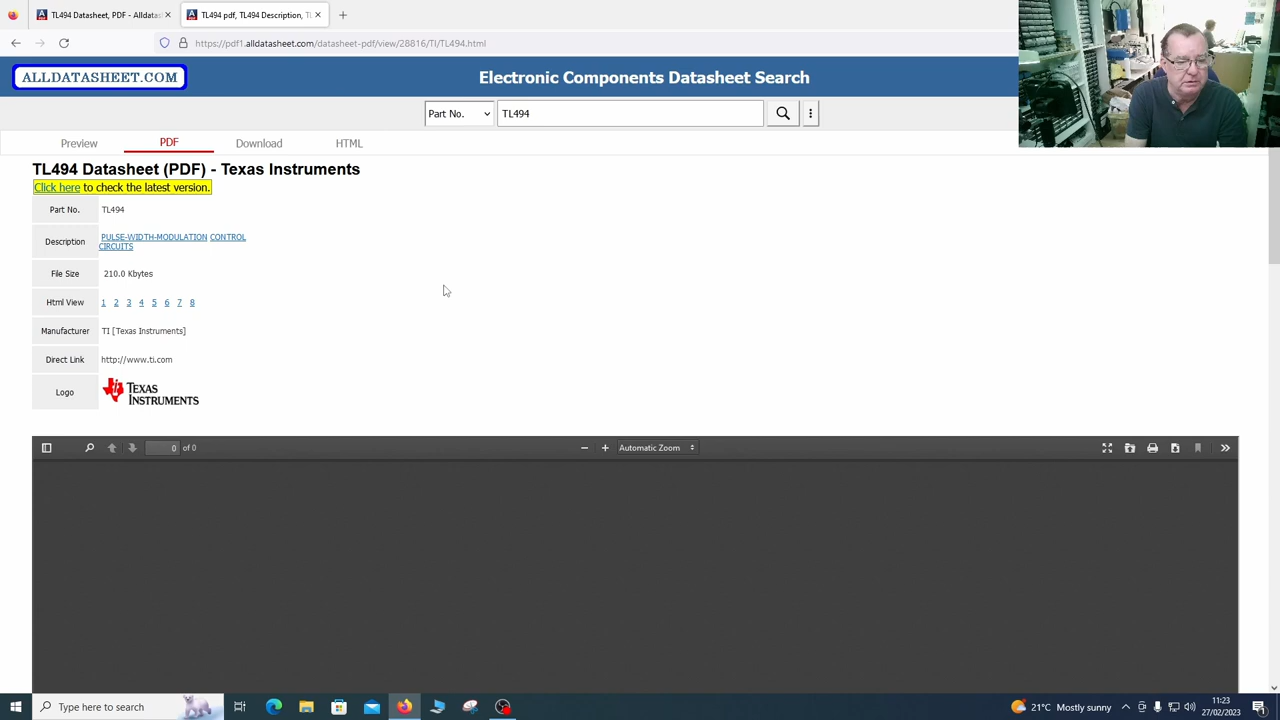 TL494 Datasheet, PDF - Alldatas
TL494 pdf, TL494 Description, TL
https://pdf1.alldatasheet.com/datasheet-pdf/view/28816/TI/TL494.html
ALLDATASHEET.COM
Electronic Components Datasheet Search
Part No.
TL494
Preview
PDF
Download
HTML
TL494 Datasheet (PDF) - Texas Instruments
Click here to check the latest version.
Part No. TL494
Description PULSE-WIDTH-MODULATION CONTROL
CIRCUITS
File Size 210.0 Kbytes
Html View 1 2 3 4 5 6 7 8
Manufacturer TI [Texas Instruments]
Direct Link http://www.ti.com
Logo
TEXAS
INSTRUMENTS
0 of 0
Automatic Zoom
Type here to search
21°C Mostly sunny
11:23
27/02/2023
1